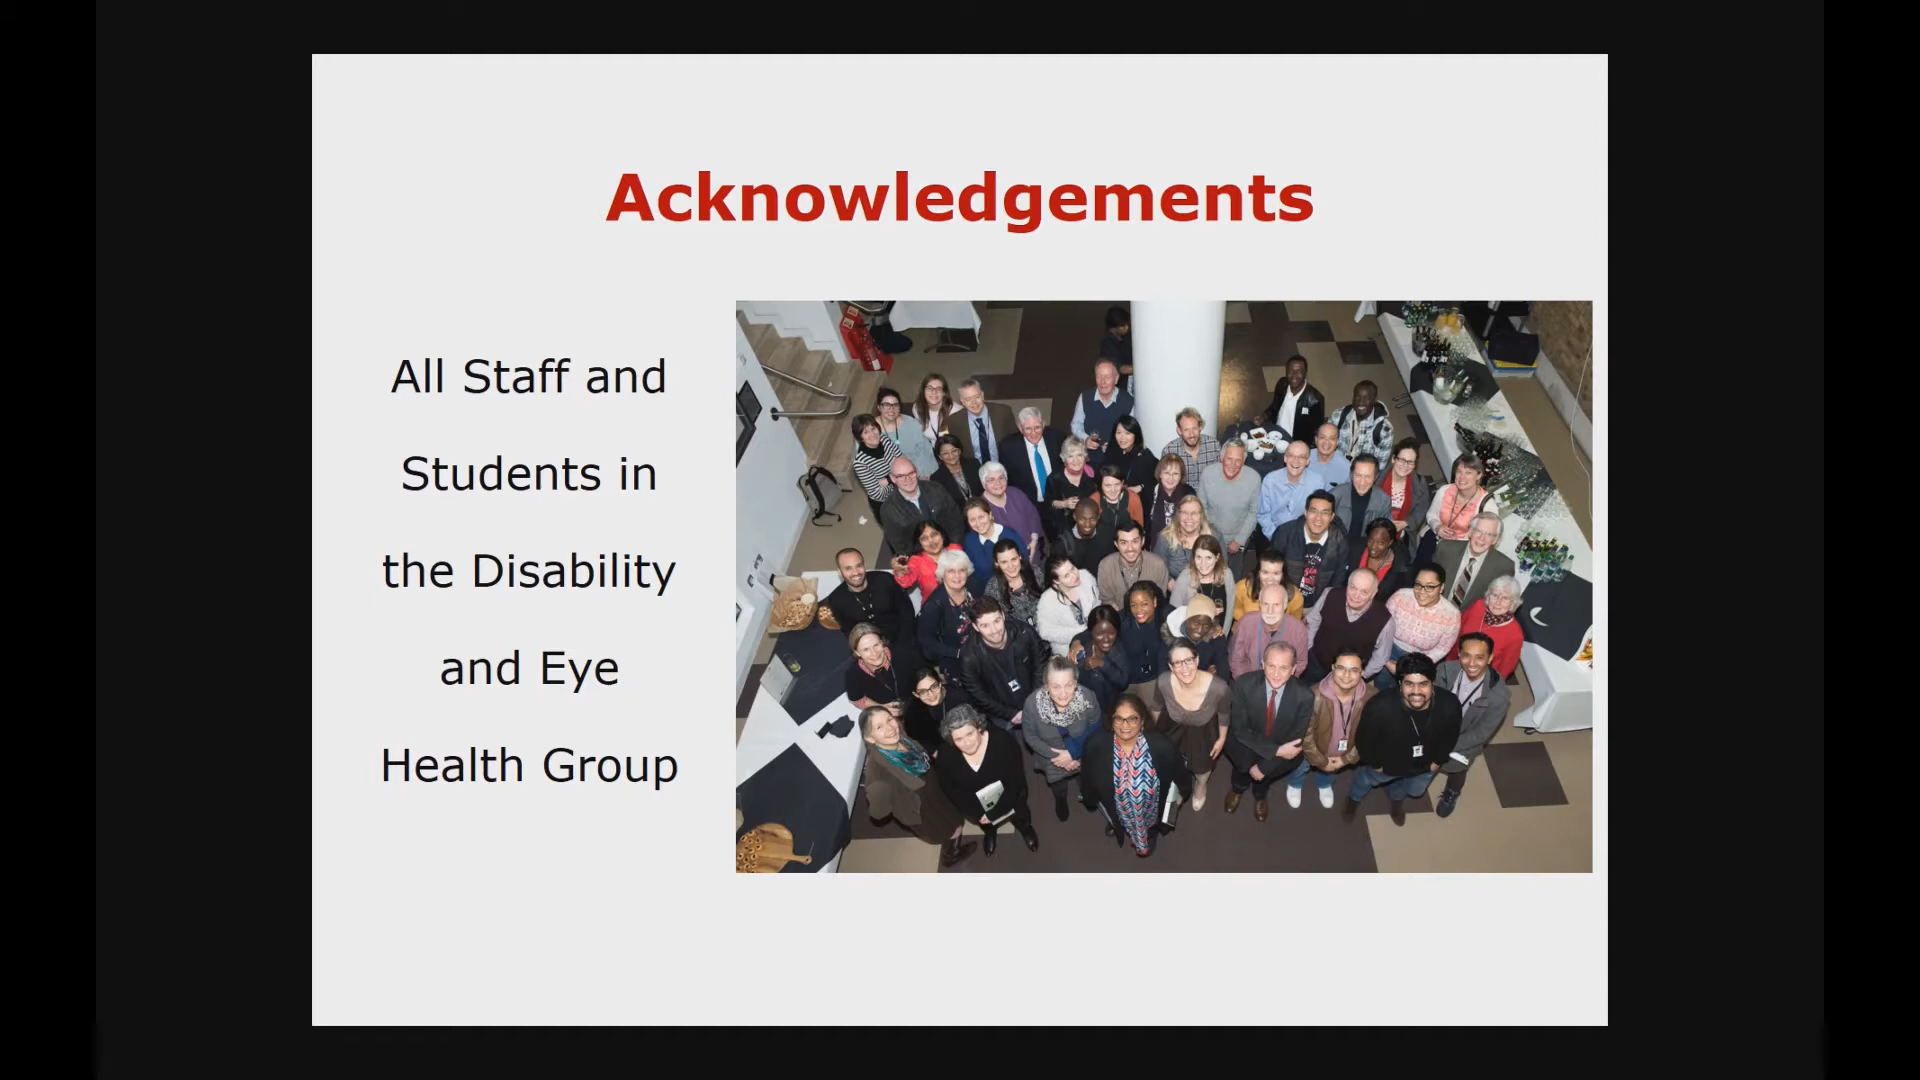 Acknowledgements
All Staff and
Students in
the Disability
and Eye
Health Group